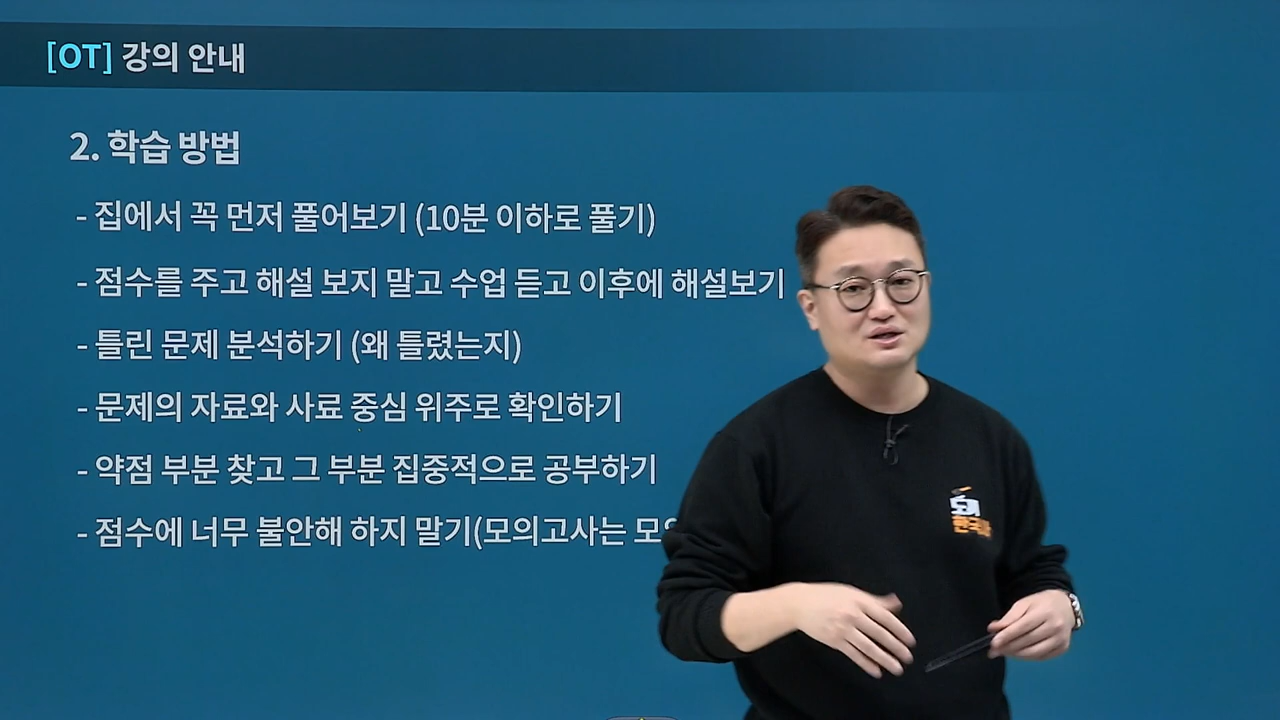 [OT] 강의 안내
2. 학습 방법
- 집에서 꼭 먼저 풀어보기 (10분 이하로 풀기)
- 점수를 주고 해설 보지 말고 수업 듣고 이후에 해설보기
- 틀린 문제 분석하기 (왜 틀렸는지)
- 문제의 자료와 사료 중심 위주로 확인하기
- 약점 부분 찾고 그 부분 집중적으로 공부하기
- 점수에 너무 불안해 하지 말기(모의고사는